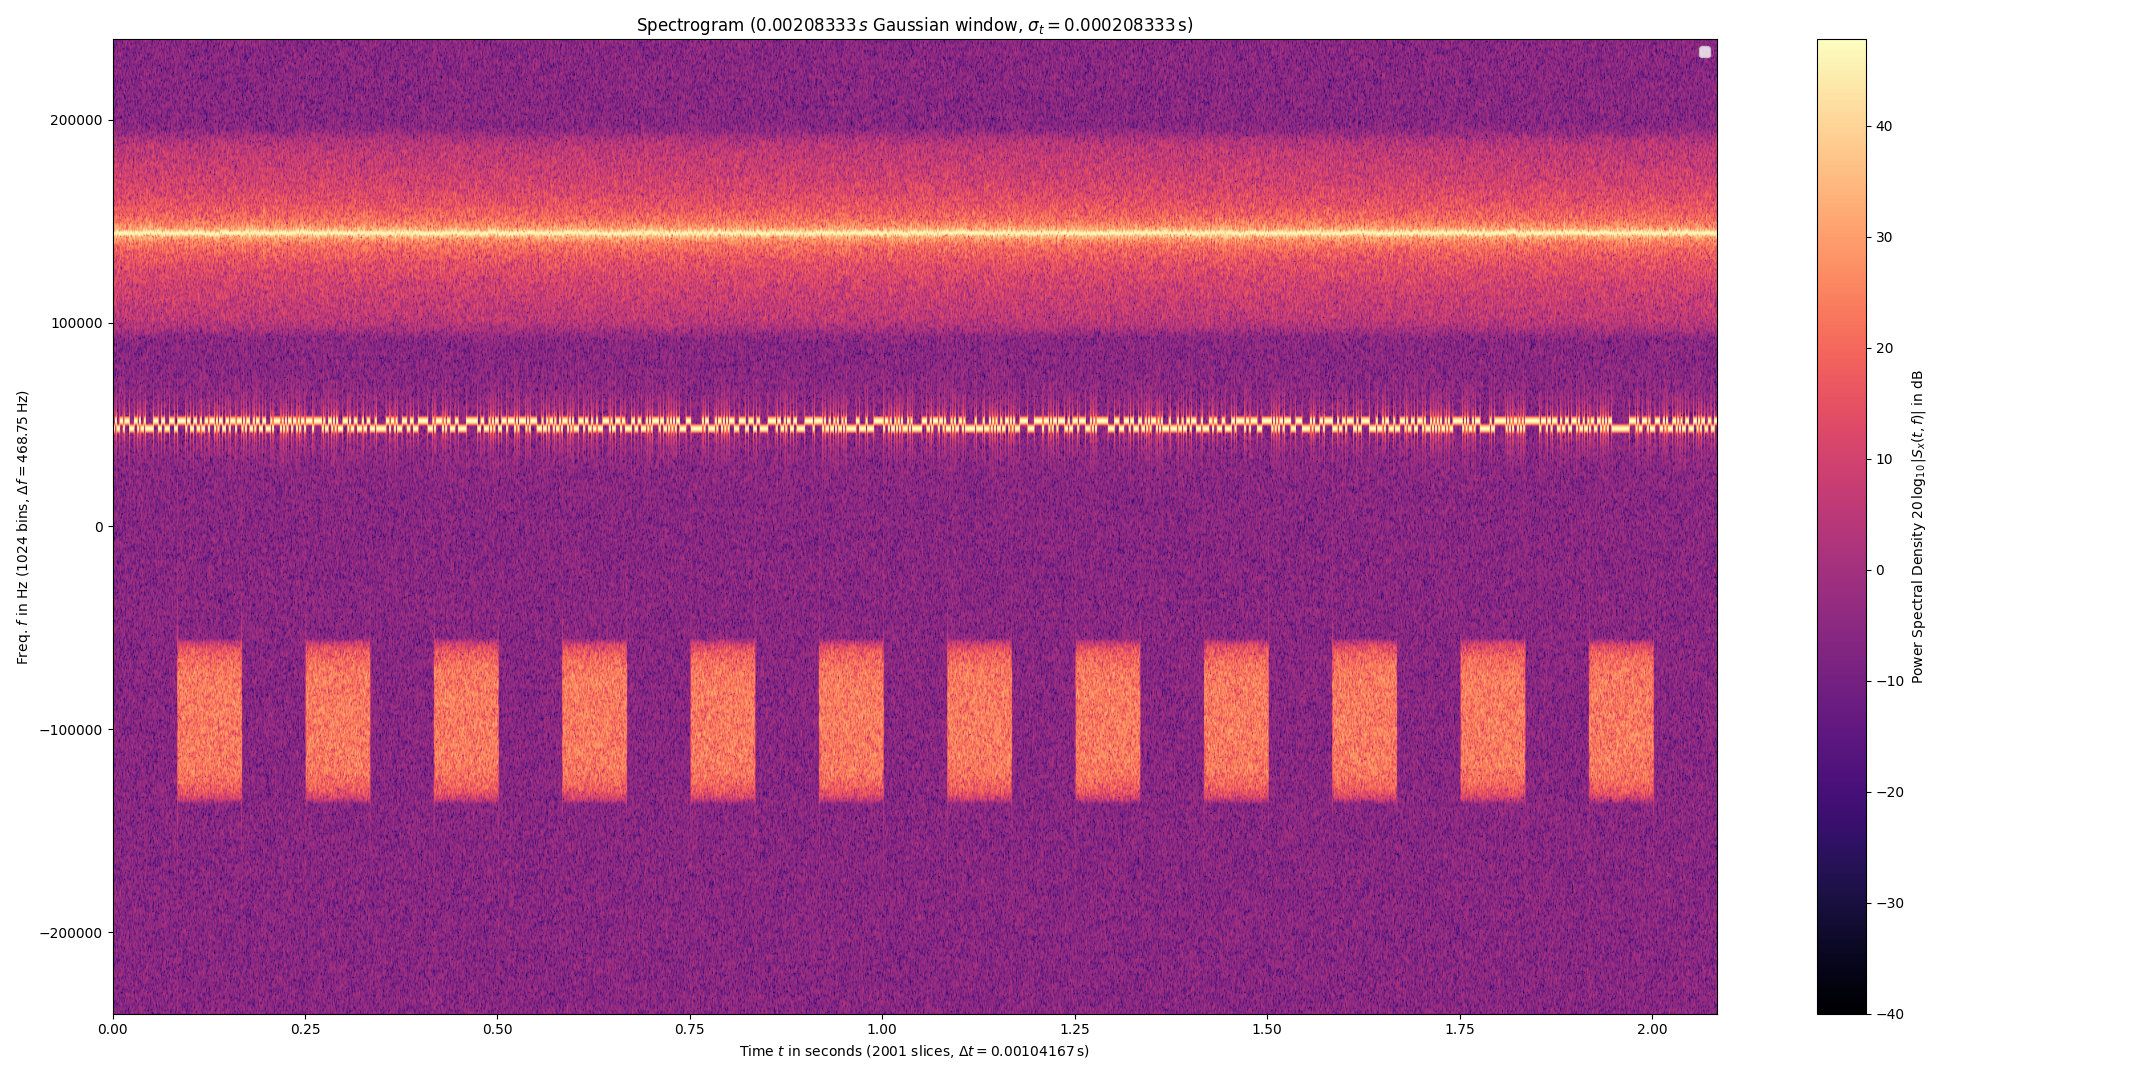 Spectrogram (0.00208333 s Gaussian window, σt = 0.000208333 s)
Freq. f in Hz (1024 bins, Δf = 468.75 Hz)
200000
100000
0
−100000
−200000
0.00 0.25 0.50 0.75 1.00 1.25 1.50 1.75 2.00
Time t in seconds (2001 slices, Δt = 0.00104167 s)
40
30
20
10
0
−10
−20
−30
−40
Power Spectral Density 20 log10 |Sx(t, f)| in dB